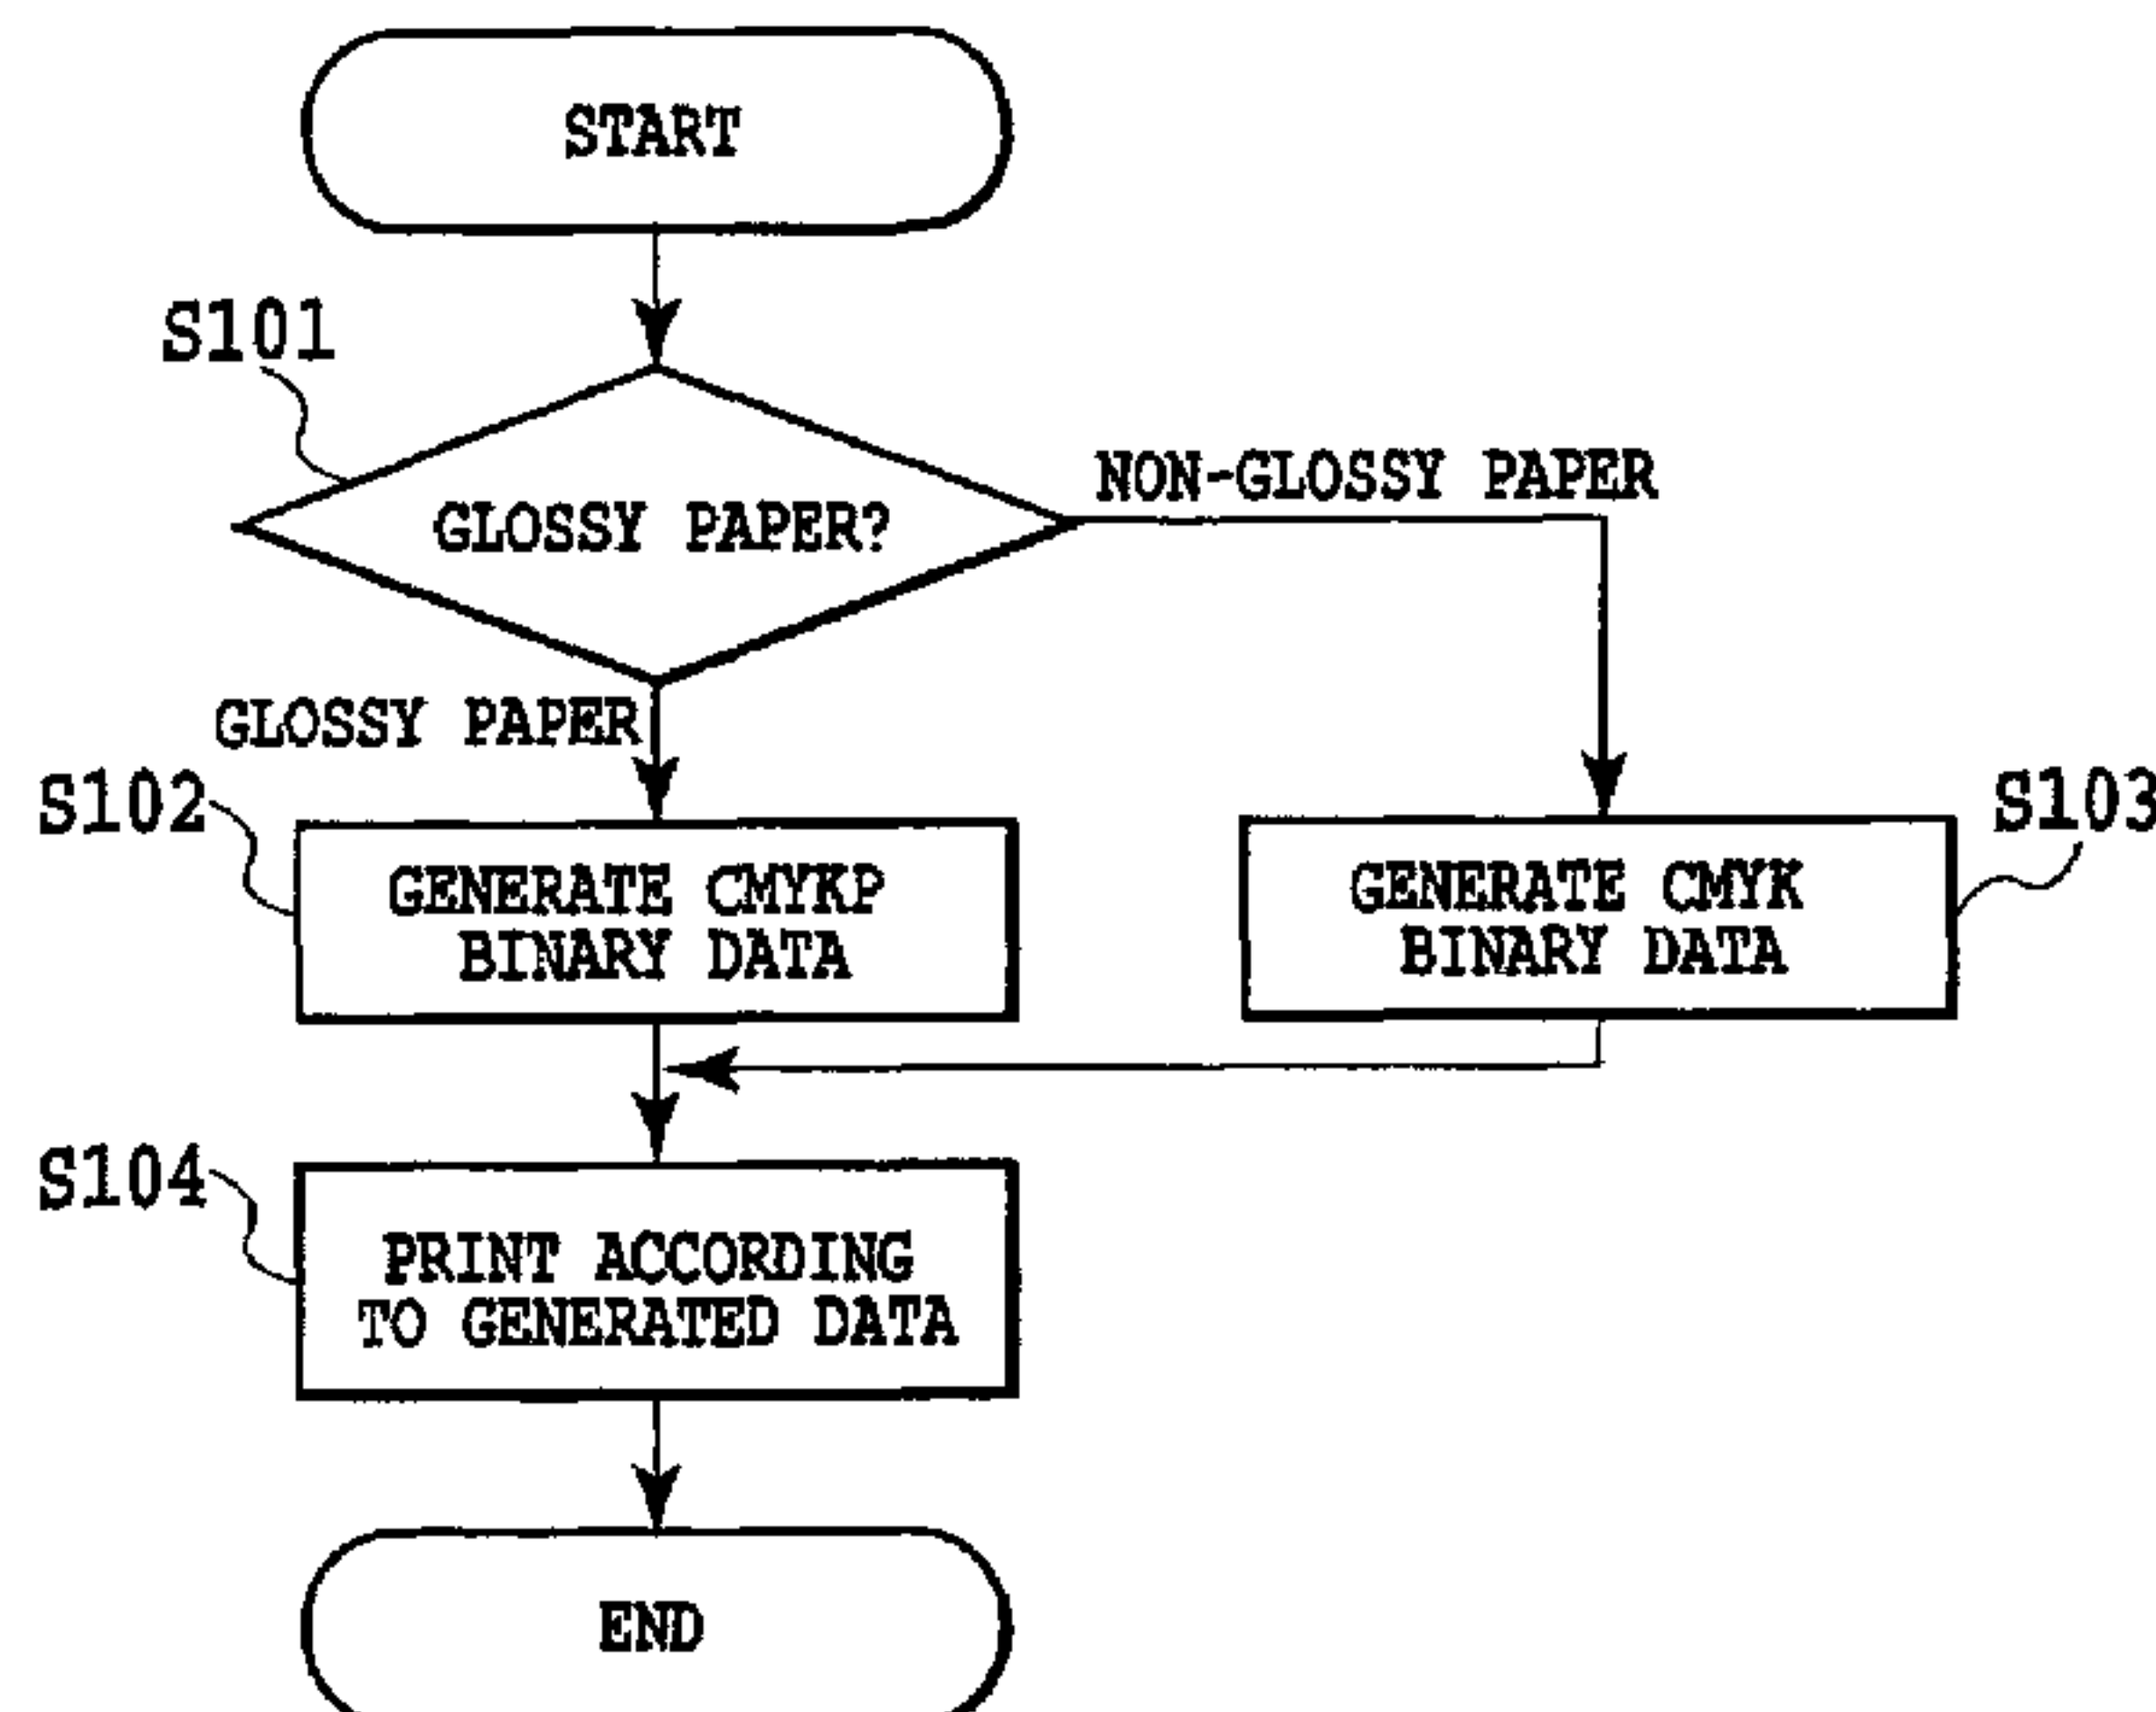 START
S101
NON-GLOSSY PAPER
GLOSSY PAPER?
GLOSSY PAPER
S102
S103
GENERATE CMYKP
BINARY DATA
GENERATE CMYK
BINARY DATA
S104
PRINT ACCORDING
TO GENERATED DATA
END